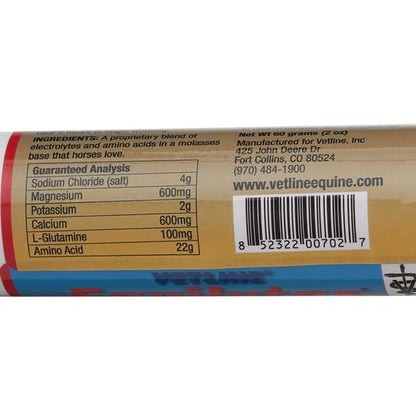 INGREDIENTS: A proprietary blend of
electrolytes and amino acids in a molasses
base that horses love.
Guaranteed Analysis
Sodium Chloride (salt) 4g
Magnesium 600mg
Potassium 2g
Calcium 600mg
L-Glutamine 100mg
Amino Acid 22g
Net Wt 60 grams (2 oz)
Manufactured for Vetline, Inc
425 John Deere Dr
Fort Collins, CO 80524
(970) 484-1900
www.vetlineequine.com
8 52322 00702 7
VETLINE